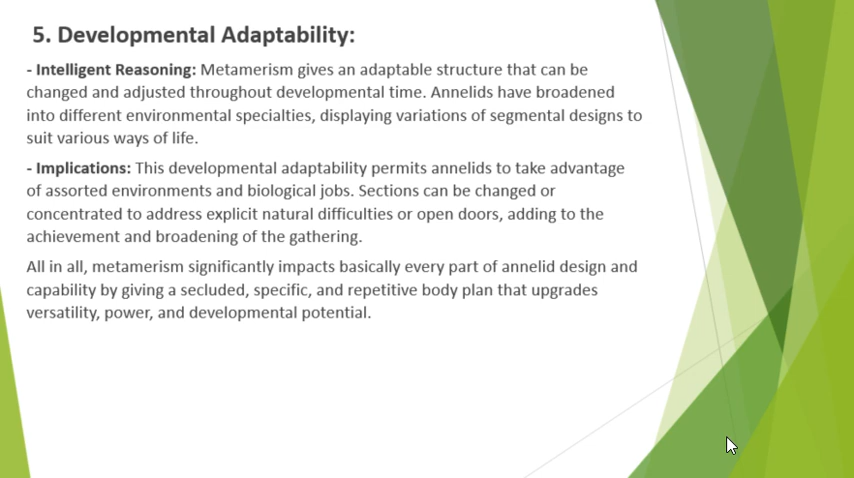 5. Developmental Adaptability:
- Intelligent Reasoning: Metamerism gives an adaptable structure that can be
changed and adjusted throughout developmental time. Annelids have broadened
into different environmental specialties, displaying variations of segmental designs to
suit various ways of life.
- Implications: This developmental adaptability permits annelids to take advantage
of assorted environments and biological jobs. Sections can be changed or
concentrated to address explicit natural difficulties or open doors, adding to the
achievement and broadening of the gathering.
All in all, metamerism significantly impacts basically every part of annelid design and
capability by giving a secluded, specific, and repetitive body plan that upgrades
versatility, power, and developmental potential.